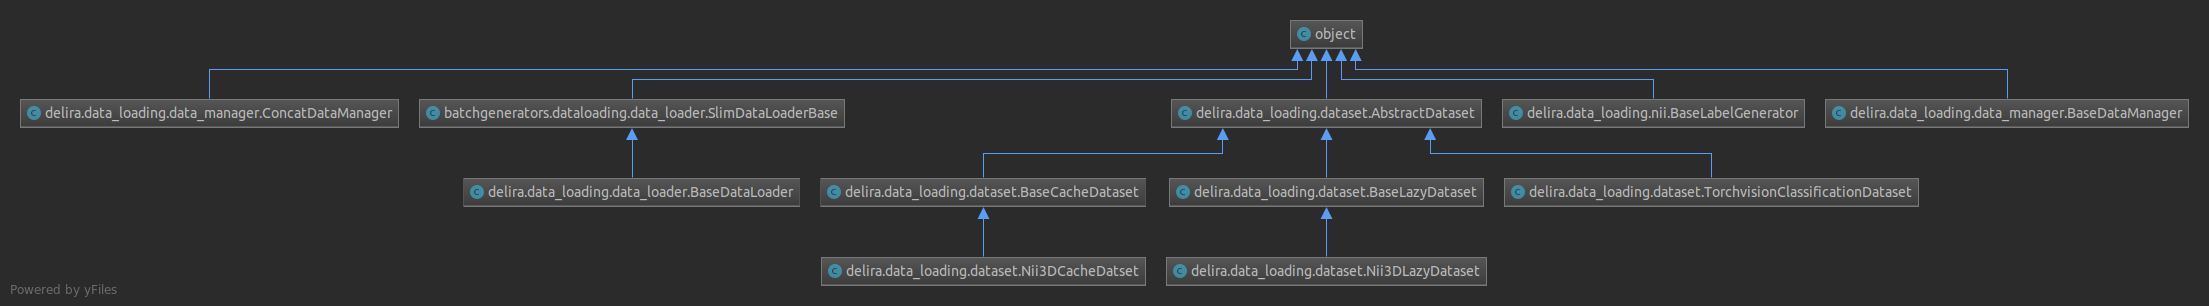 object
delira.data_loading.data_manager.ConcatDataManager
batchgenerators.dataloading.data_loader.SlimDataLoaderBase
delira.data_loading.dataset.AbstractDataset
delira.data_loading.nii.BaseLabelGenerator
delira.data_loading.data_manager.BaseDataManager
delira.data_loading.data_loader.BaseDataLoader
delira.data_loading.dataset.BaseCacheDataset
delira.data_loading.dataset.BaseLazyDataset
delira.data_loading.dataset.TorchvisionClassificationDataset
delira.data_loading.dataset.Nii3DCacheDatset
delira.data_loading.dataset.Nii3DLazyDataset
Powered by yFiles